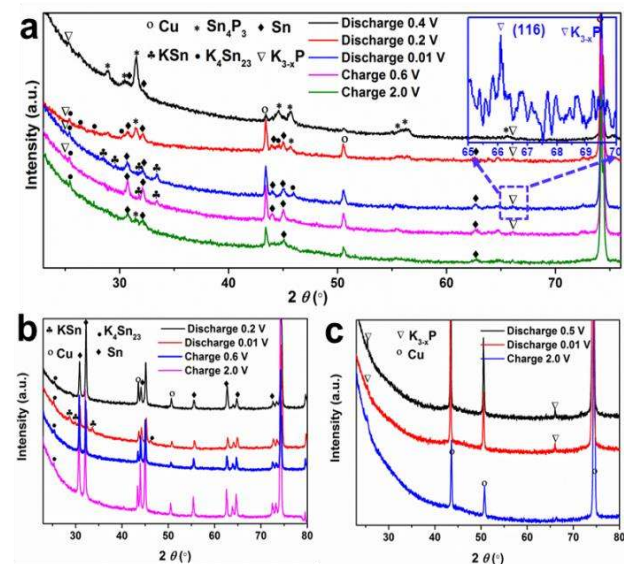 a
o Cu * Sn₄P₃ ♦ Sn
♣ KSn • K₄Sn₂₃ ▽ K₃₋ₓP
Discharge 0.4 V
Discharge 0.2 V
Discharge 0.01 V
Charge 0.6 V
Charge 2.0 V
▽ (116) ▽ K₃₋ₓP
65 66 67 68 69 70
Intensity (a.u.)
30 40 50 60 70
2 θ (°)
b
♣ KSn • K₄Sn₂₃
o Cu ♦ Sn
Discharge 0.2 V
Discharge 0.01 V
Charge 0.6 V
Charge 2.0 V
Intensity (a.u.)
30 40 50 60 70 80
2 θ (°)
c
▽ K₃₋ₓP
o Cu
Discharge 0.5 V
Discharge 0.01 V
Charge 2.0 V
Intensity (a.u.)
30 40 50 60 70 80
2 θ (°)